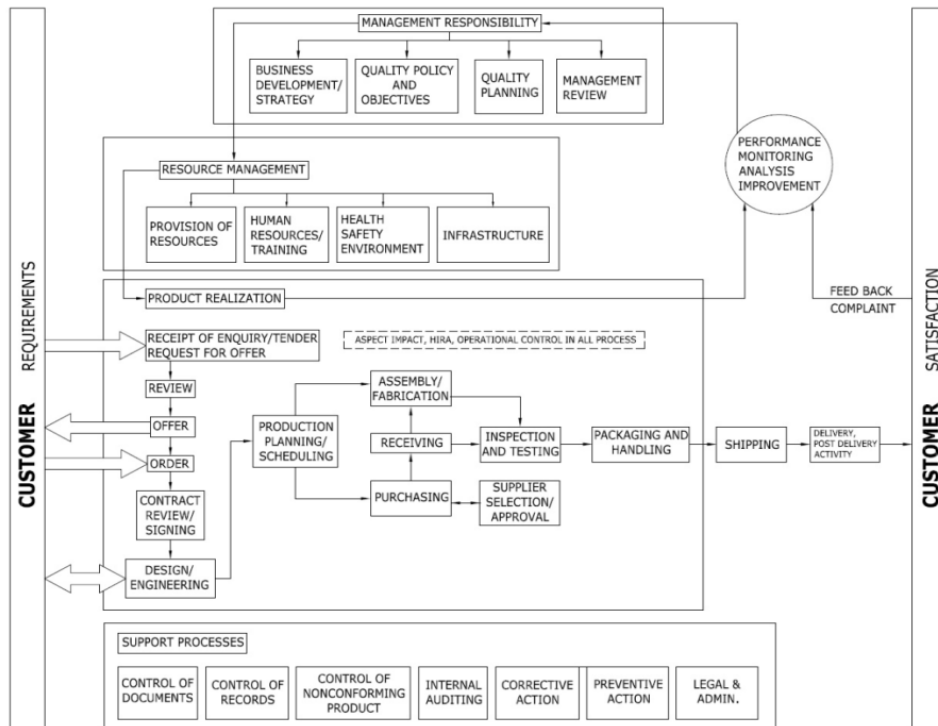 MANAGEMENT RESPONSIBILITY
BUSINESS
DEVELOPMENT/
STRATEGY
QUALITY POLICY
AND
OBJECTIVES
QUALITY
PLANNING
MANAGEMENT
REVIEW
PERFORMANCE
MONITORING
ANALYSIS
IMPROVEMENT
RESOURCE MANAGEMENT
PROVISION OF
RESOURCES
HUMAN
RESOURCES/
TRAINING
HEALTH
SAFETY
ENVIRONMENT
INFRASTRUCTURE
CUSTOMER REQUIREMENTS
PRODUCT REALIZATION
FEED BACK
COMPLAINT
CUSTOMER SATISFACTION
RECEIPT OF ENQUIRY/TENDER
REQUEST FOR OFFER
ASPECT IMPACT, HIRA, OPERATIONAL CONTROL IN ALL PROCESS
REVIEW
OFFER
ORDER
CONTRACT
REVIEW/
SIGNING
DESIGN/
ENGINEERING
PRODUCTION
PLANNING/
SCHEDULING
ASSEMBLY/
FABRICATION
RECEIVING
PURCHASING
INSPECTION
AND TESTING
SUPPLIER
SELECTION/
APPROVAL
PACKAGING AND
HANDLING
SHIPPING
DELIVERY,
POST DELIVERY
ACTIVITY
SUPPORT PROCESSES
CONTROL OF
DOCUMENTS
CONTROL OF
RECORDS
CONTROL OF
NONCONFORMING
PRODUCT
INTERNAL
AUDITING
CORRECTIVE
ACTION
PREVENTIVE
ACTION
LEGAL &
ADMIN.